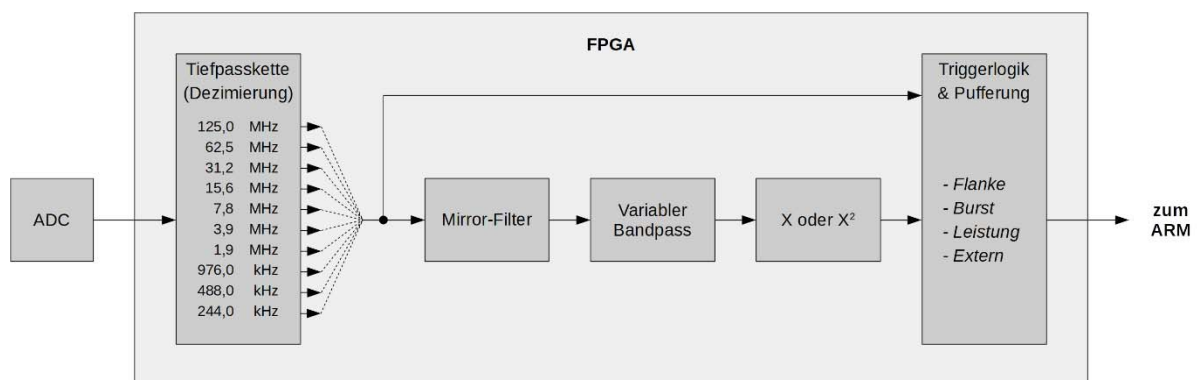 FPGA
ADC
Tiefpasskette
(Dezimierung)
125,0 MHz
62,5 MHz
31,2 MHz
15,6 MHz
7,8 MHz
3,9 MHz
1,9 MHz
976,0 kHz
488,0 kHz
244,0 kHz
Mirror-Filter
Variabler
Bandpass
X oder X²
Triggerlogik
& Pufferung
- Flanke
- Burst
- Leistung
- Extern
zum
ARM